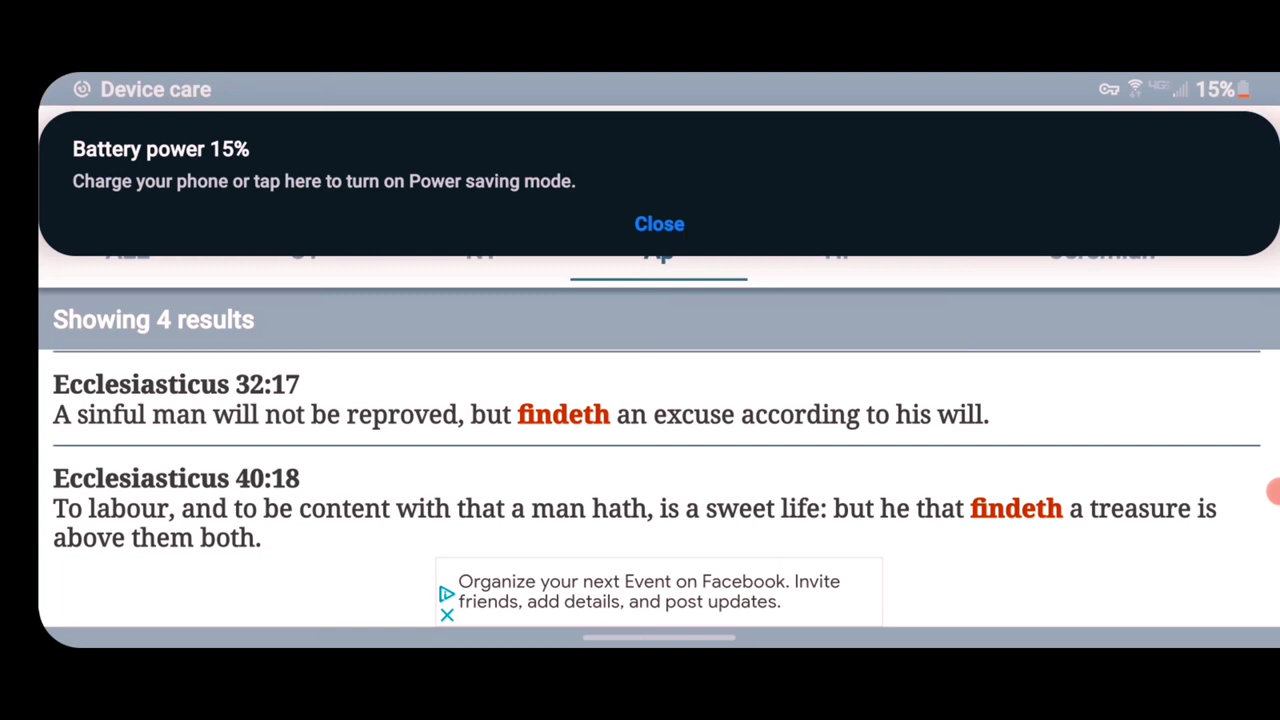 Device care
4GE 15%
Battery power 15%
Charge your phone or tap here to turn on Power saving mode.
Close
Ap
Jeremiah
Showing 4 results
Ecclesiasticus 32:17
A sinful man will not be reproved, but findeth an excuse according to his will.
Ecclesiasticus 40:18
To labour, and to be content with that a man hath, is a sweet life: but he that findeth a treasure is
above them both.
Organize your next Event on Facebook. Invite
friends, add details, and post updates.